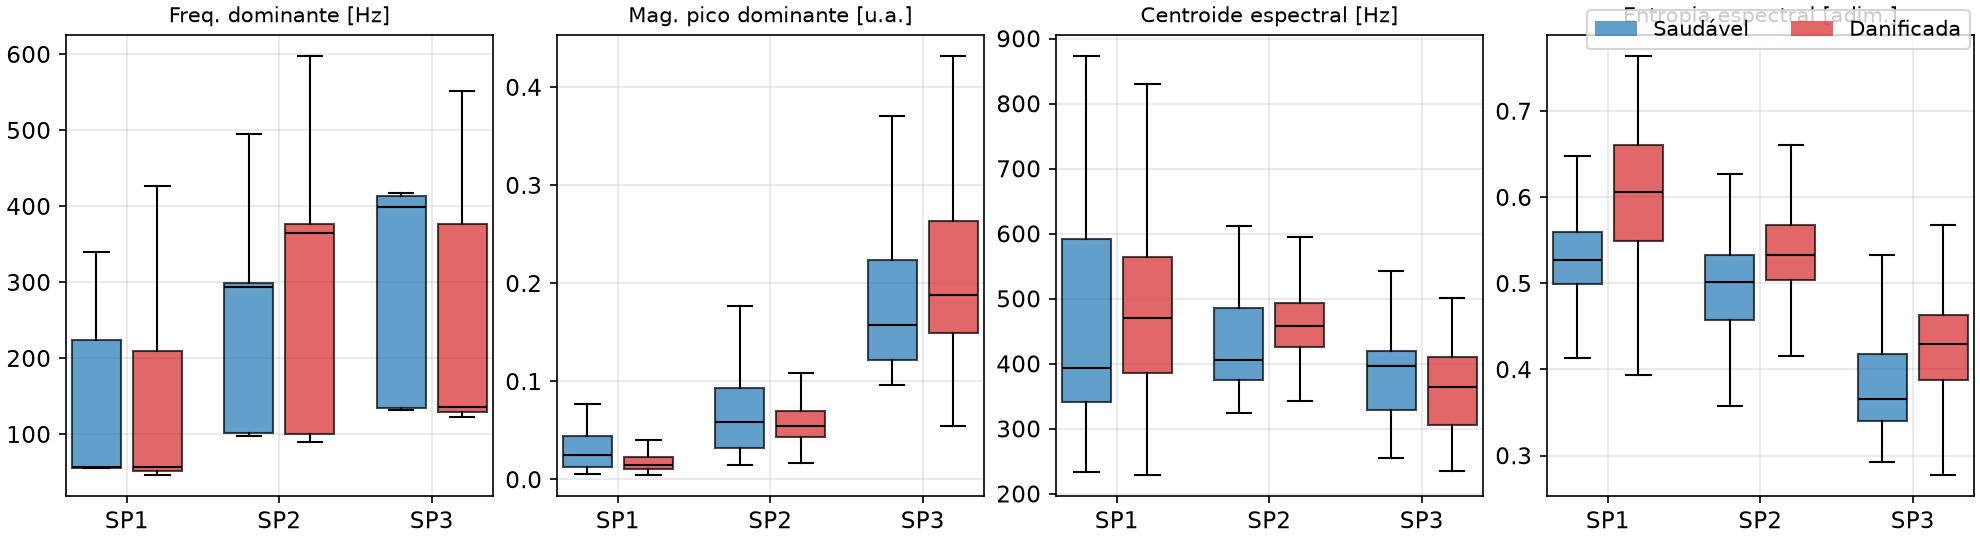 Freq. dominante [Hz]
600
500
400
300
200
100
SP1 SP2 SP3
Mag. pico dominante [u.a.]
0.4
0.3
0.2
0.1
0.0
SP1 SP2 SP3
Centroide espectral [Hz]
900
800
700
600
500
400
300
200
SP1 SP2 SP3
Entropia espectral [adim.]
Saudável Danificada
0.7
0.6
0.5
0.4
0.3
SP1 SP2 SP3